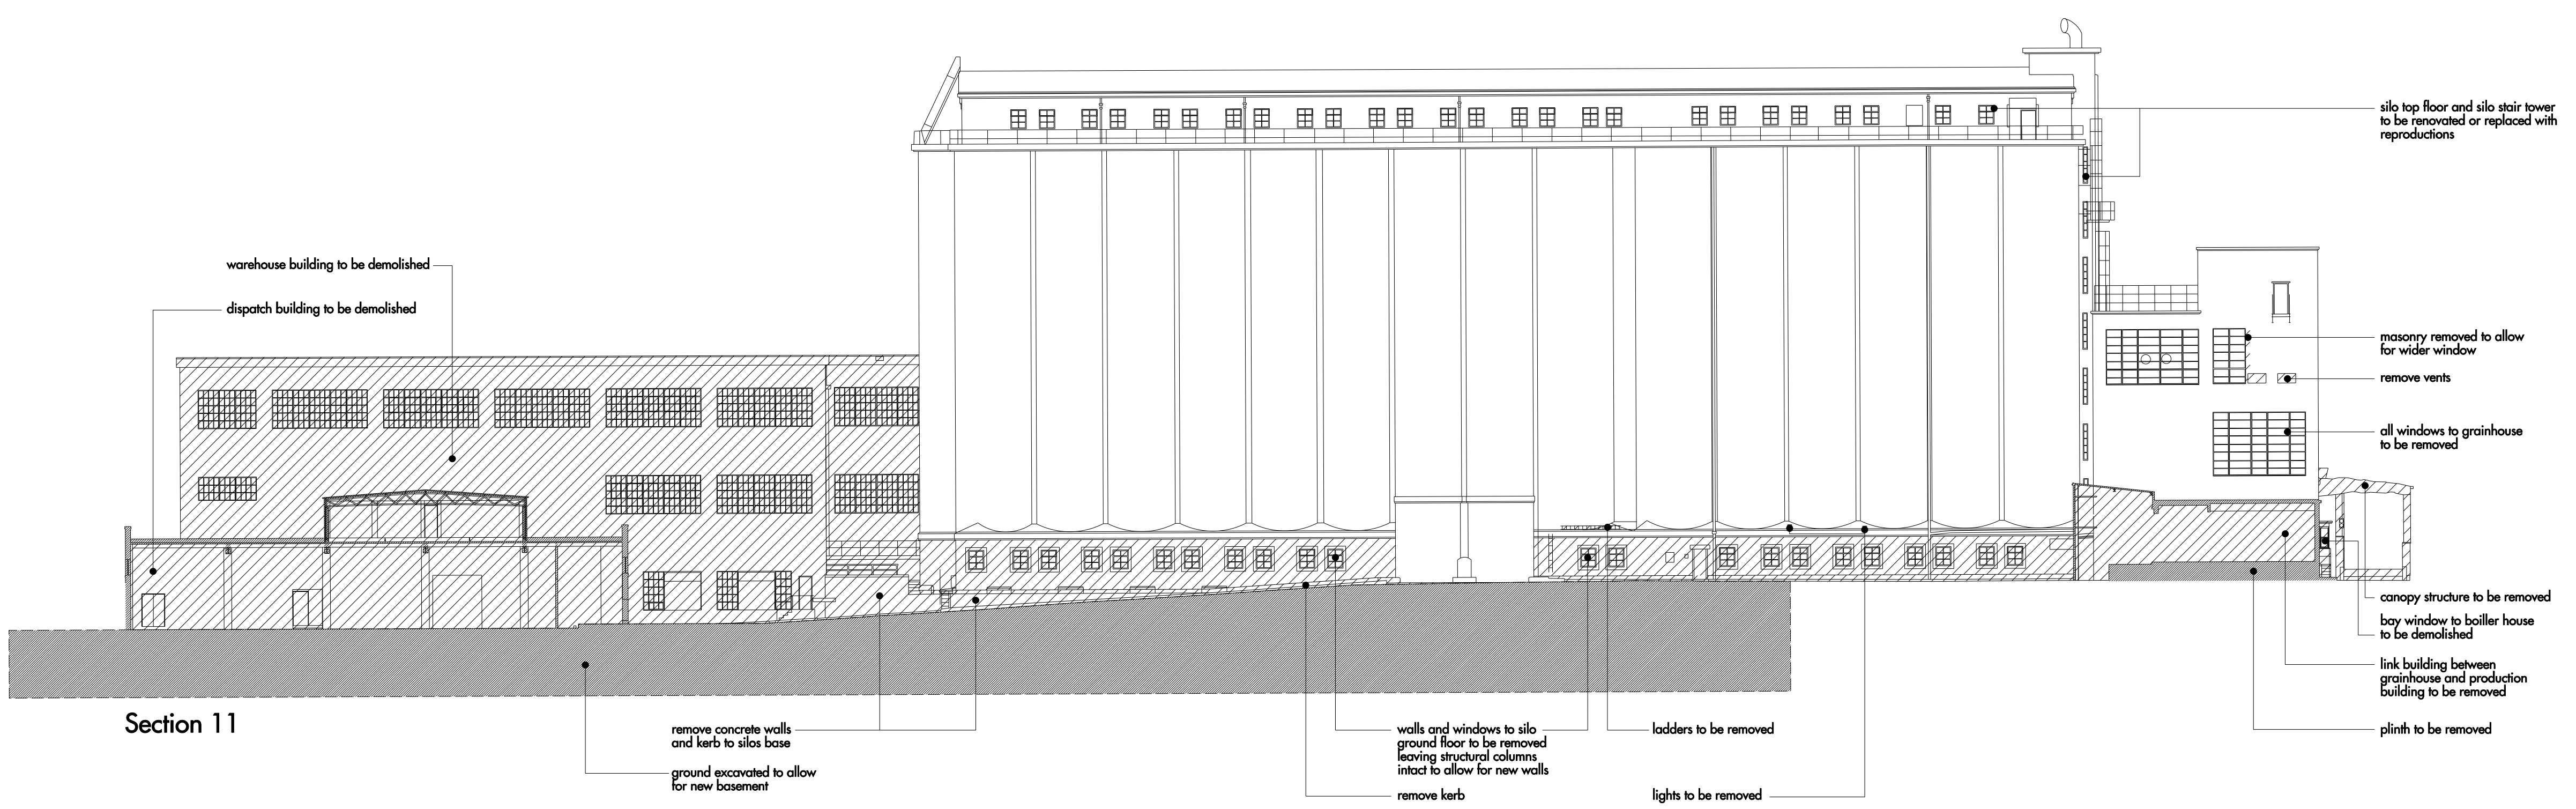 silo top floor and silo stair tower
to be renovated or replaced with
reproductions
warehouse building to be demolished
dispatch building to be demolished
masonry removed to allow
for wider window
remove vents
all windows to grainhouse
to be removed
canopy structure to be removed
bay window to boiller house
to be demolished
link building between
grainhouse and production
building to be removed
plinth to be removed
Section 11
remove concrete walls
and kerb to silos base
ground excavated to allow
for new basement
walls and windows to silo
ground floor to be removed
leaving structural columns
intact to allow for new walls
remove kerb
ladders to be removed
lights to be removed